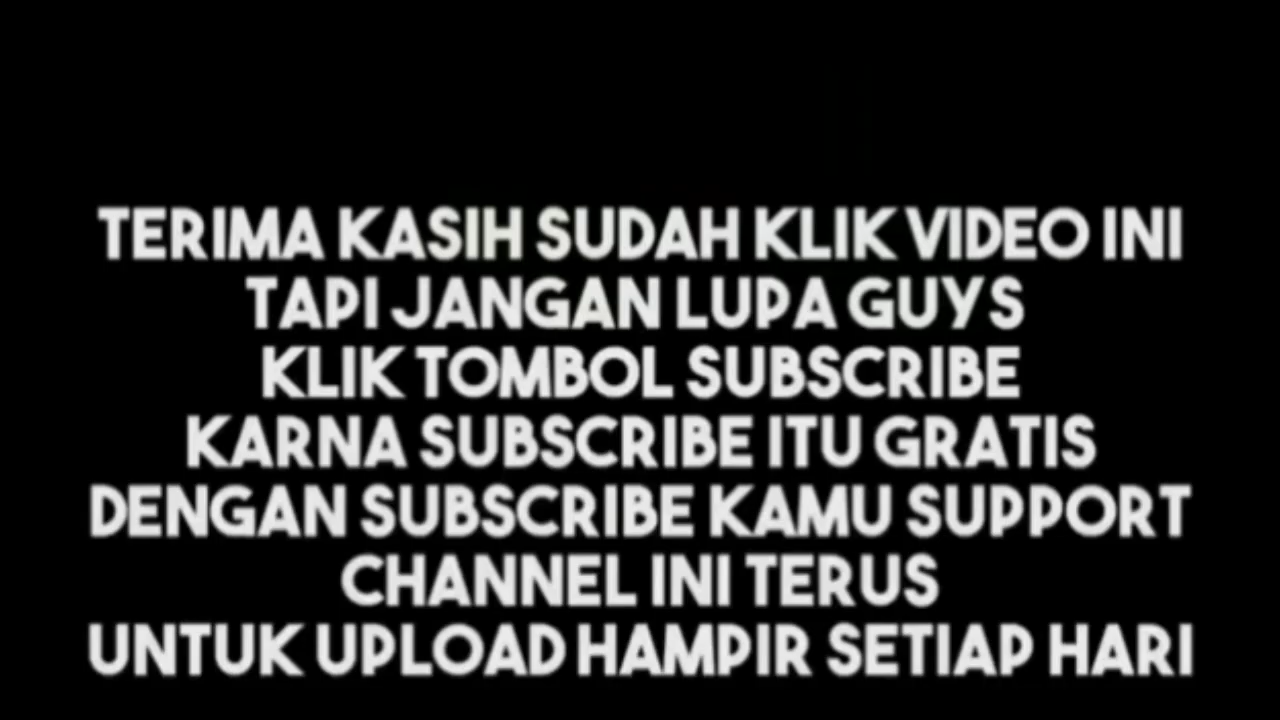 TERIMA KASIH SUDAH KLIK VIDEO INI
TAPI JANGAN LUPA GUYS
KLIK TOMBOL SUBSCRIBE
KARNA SUBSCRIBE ITU GRATIS
DENGAN SUBSCRIBE KAMU SUPPORT
CHANNEL INI TERUS
UNTUK UPLOAD HAMPIR SETIAP HARI